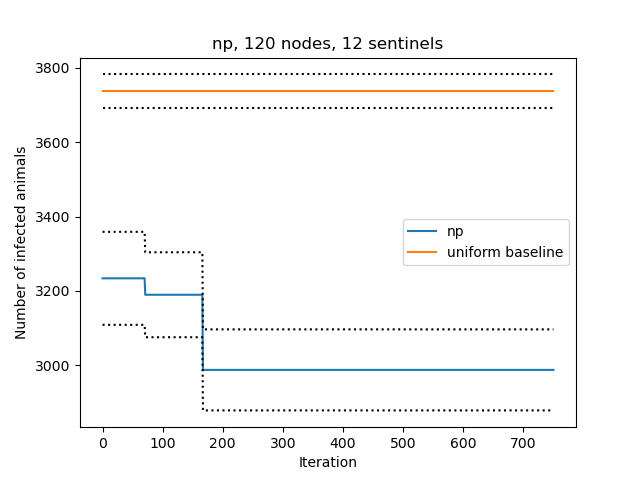 np, 120 nodes, 12 sentinels
Number of infected animals
3800
3600
3400
3200
3000
np
uniform baseline
0 100 200 300 400 500 600 700
Iteration